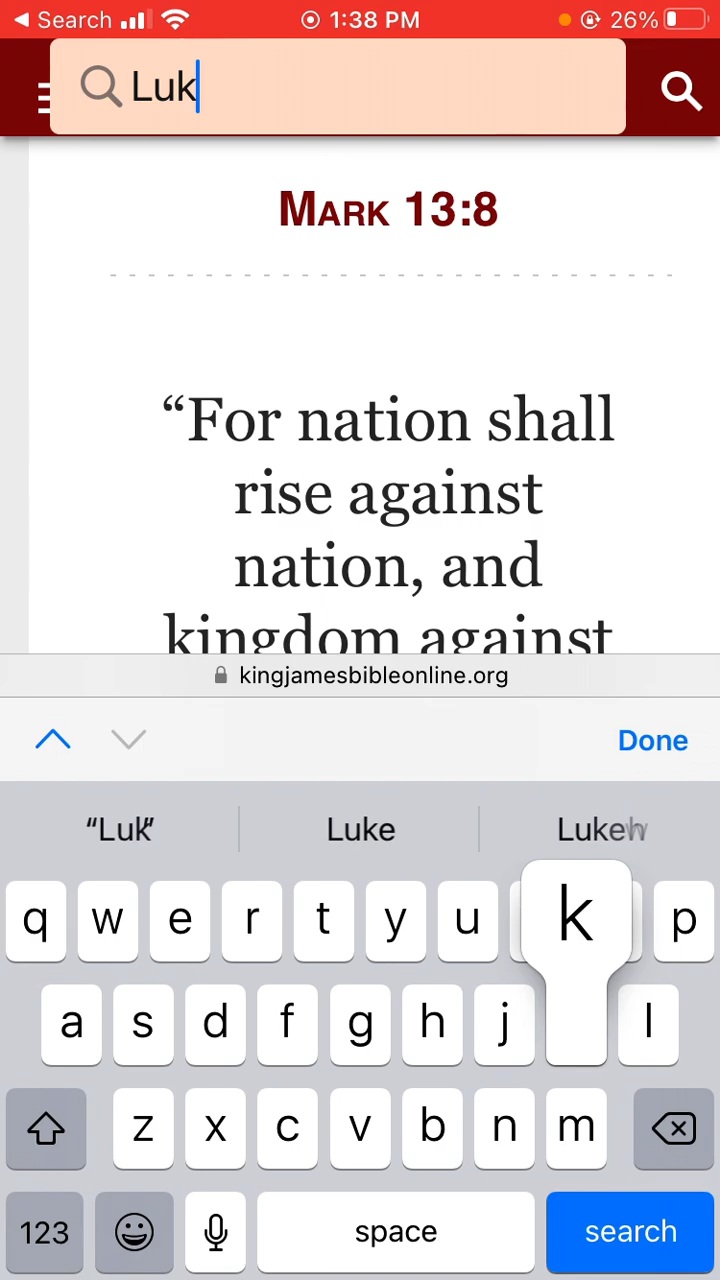 Search 1:38 PM 26%
Luk
MARK 13:8
“For nation shall
rise against
nation, and
kingdom against
kingjamesbibleonline.org
Done
“Luk” Luke
q w e r t y u k p
a s d f g h j l
z x c v b n m
123 space search